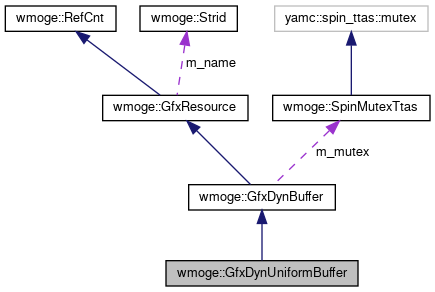 wmoge::RefCnt
wmoge::Strid
yamc::spin_ttas::mutex
m_name
wmoge::GfxResource
wmoge::SpinMutexTtas
m_mutex
wmoge::GfxDynBuffer
wmoge::GfxDynUniformBuffer